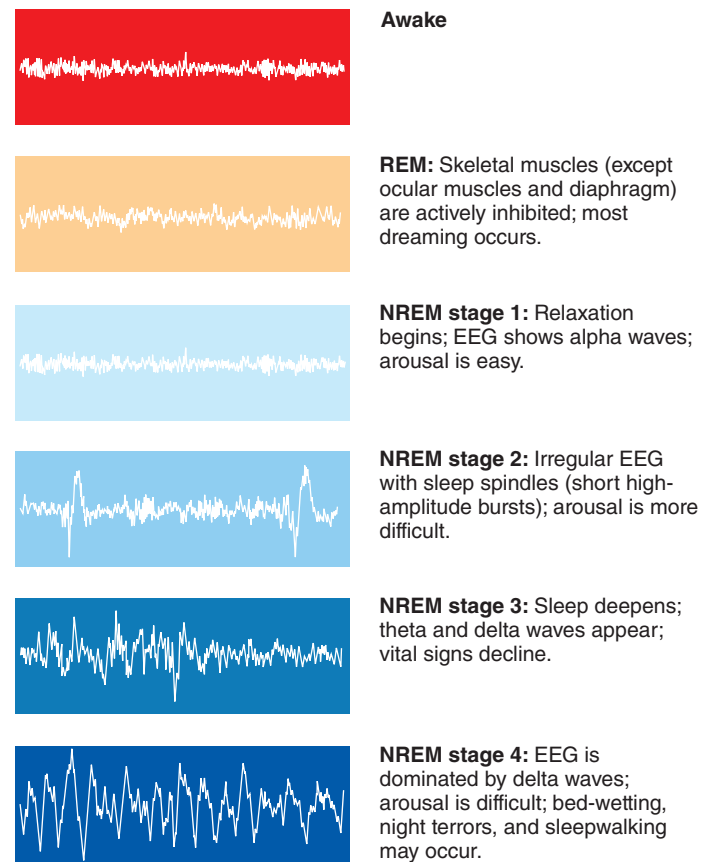 Awake
REM: Skeletal muscles (except
ocular muscles and diaphragm)
are actively inhibited; most
dreaming occurs.
NREM stage 1: Relaxation
begins; EEG shows alpha waves;
arousal is easy.
NREM stage 2: Irregular EEG
with sleep spindles (short high-
amplitude bursts); arousal is more
difficult.
NREM stage 3: Sleep deepens;
theta and delta waves appear;
vital signs decline.
NREM stage 4: EEG is
dominated by delta waves;
arousal is difficult; bed-wetting,
night terrors, and sleepwalking
may occur.